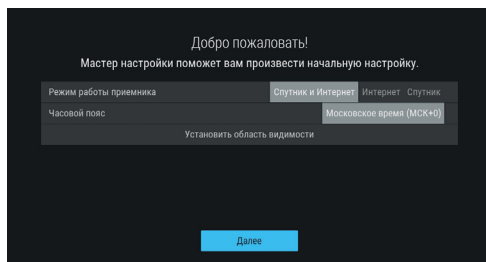 Добро пожаловать!
Мастер настройки поможет вам произвести начальную настройку.
Режим работы приемника Спутник и Интернет Интернет Спутник
Часовой пояс Московское время (МСК+0)
Установить область видимости
Далее